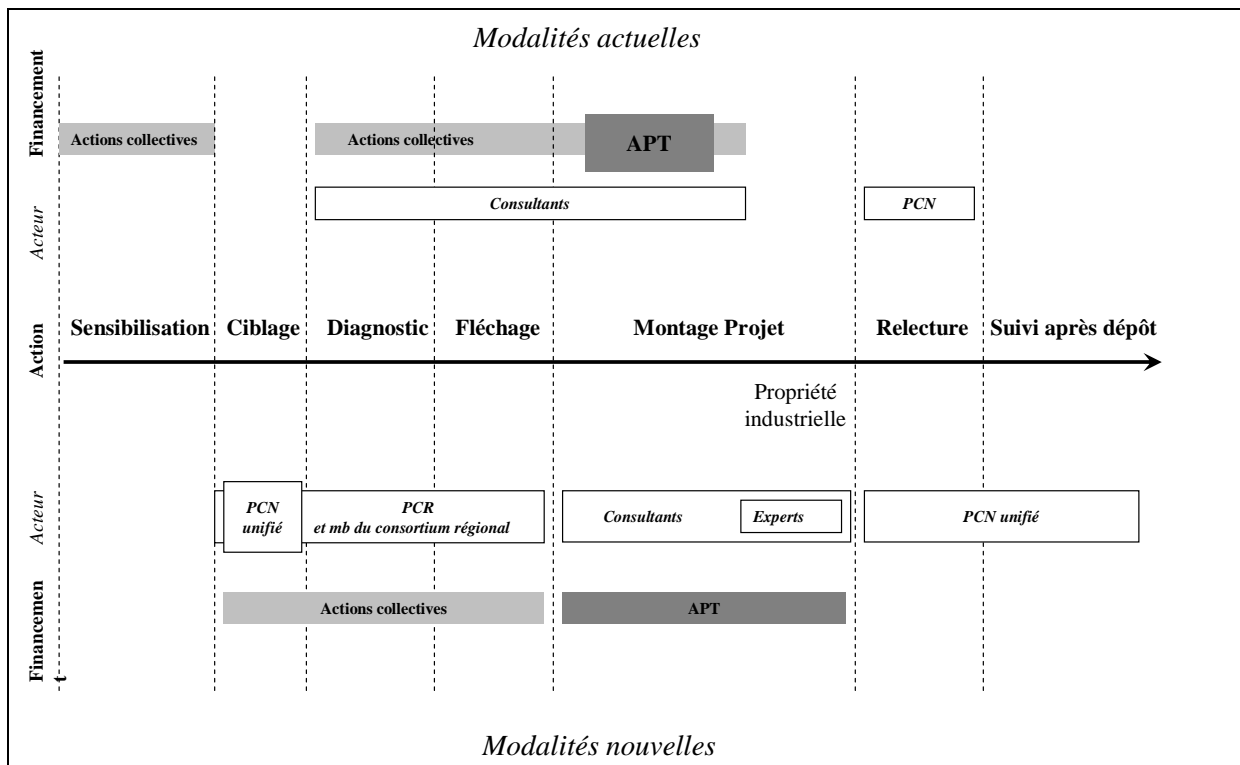 Modalités actuelles
Financement
Actions collectives
Actions collectives
APT
Acteur
Consultants
PCN
Action
Sensibilisation
Ciblage
Diagnostic
Fléchage
Montage Projet
Relecture
Suivi après dépôt
Propriété
industrielle
Acteur
PCN
unifié
PCR
et mb du consortium régional
Consultants
Experts
PCN unifié
Financemen
t
Actions collectives
APT
Modalités nouvelles